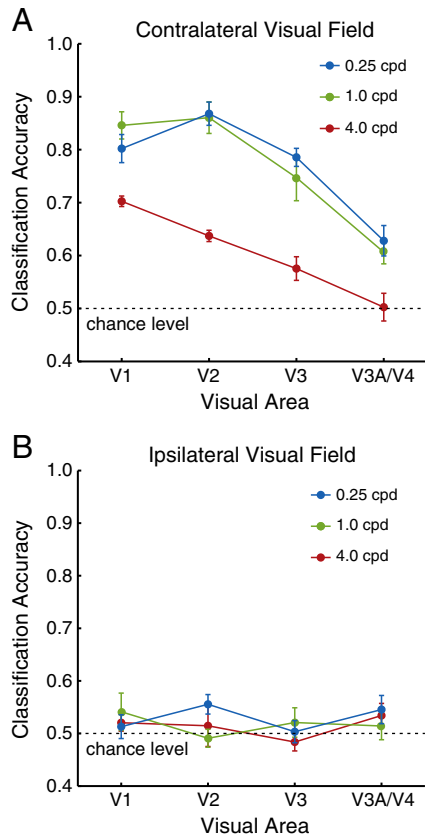 A
Contralateral Visual Field
1.0
0.9
0.8
0.7
0.6
0.5
0.4
Classification Accuracy
0.25 cpd
1.0 cpd
4.0 cpd
chance level
V1 V2 V3 V3A/V4
Visual Area
B
Ipsilateral Visual Field
1.0
0.9
0.8
0.7
0.6
0.5
0.4
Classification Accuracy
0.25 cpd
1.0 cpd
4.0 cpd
chance level
V1 V2 V3 V3A/V4
Visual Area